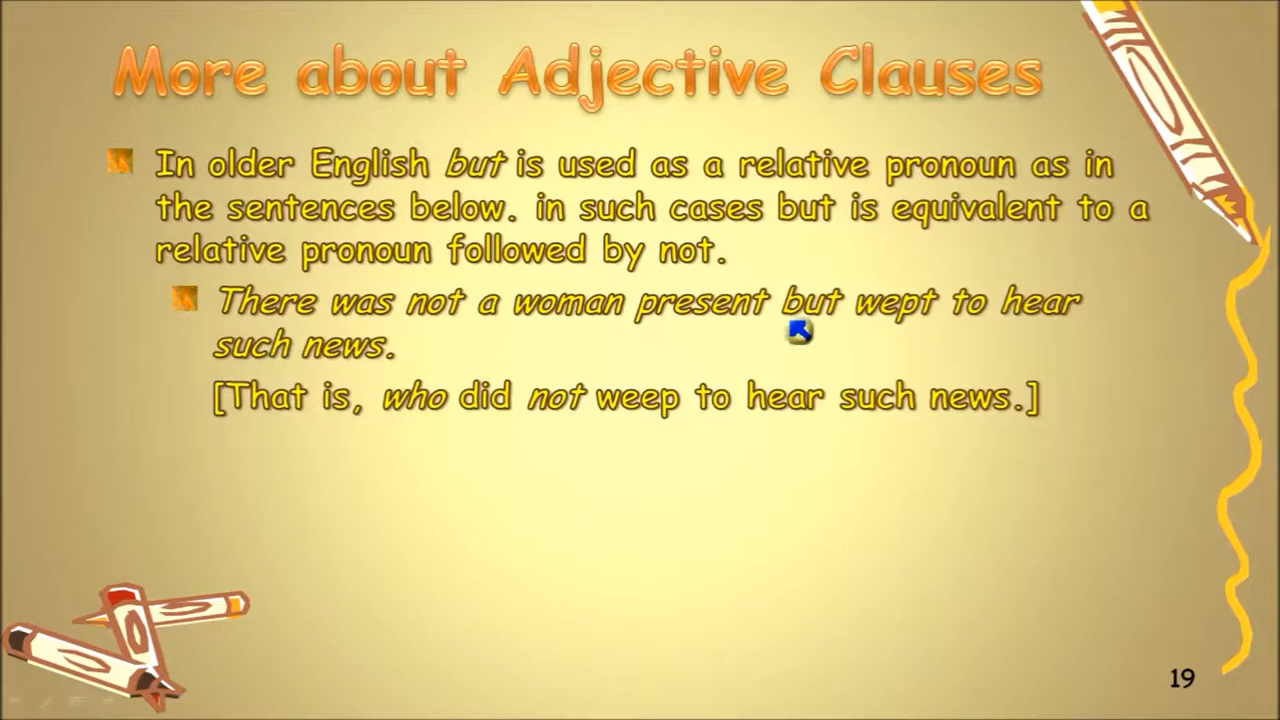 More about Adjective Clauses
In older English but is used as a relative pronoun as in
the sentences below. in such cases but is equivalent to a
relative pronoun followed by not.
There was not a woman present but wept to hear
such news.
[That is, who did not weep to hear such news.]
19